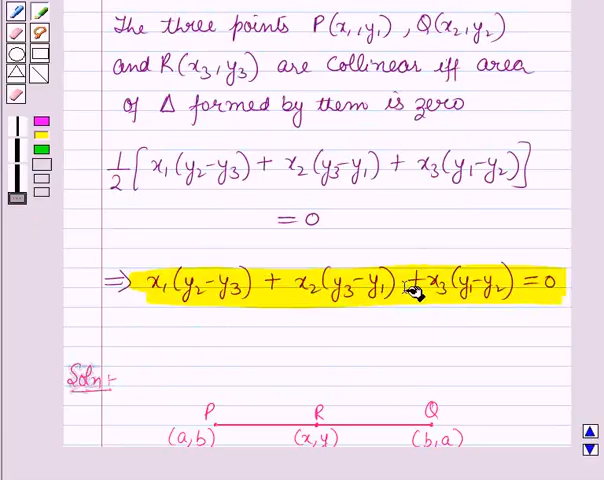 The three points P(x₁,y₁), Q(x₂,y₂)
and R(x₃,y₃) are collinear iff area
of Δ formed by them is zero
1/2 [x₁(y₂-y₃) + x₂(y₃-y₁) + x₃(y₁-y₂)]
= 0
⇒ x₁(y₂-y₃) + x₂(y₃-y₁) + x₃(y₁-y₂) = 0
Soln:-
P R Q
(a,b) (x,y) (b,a)